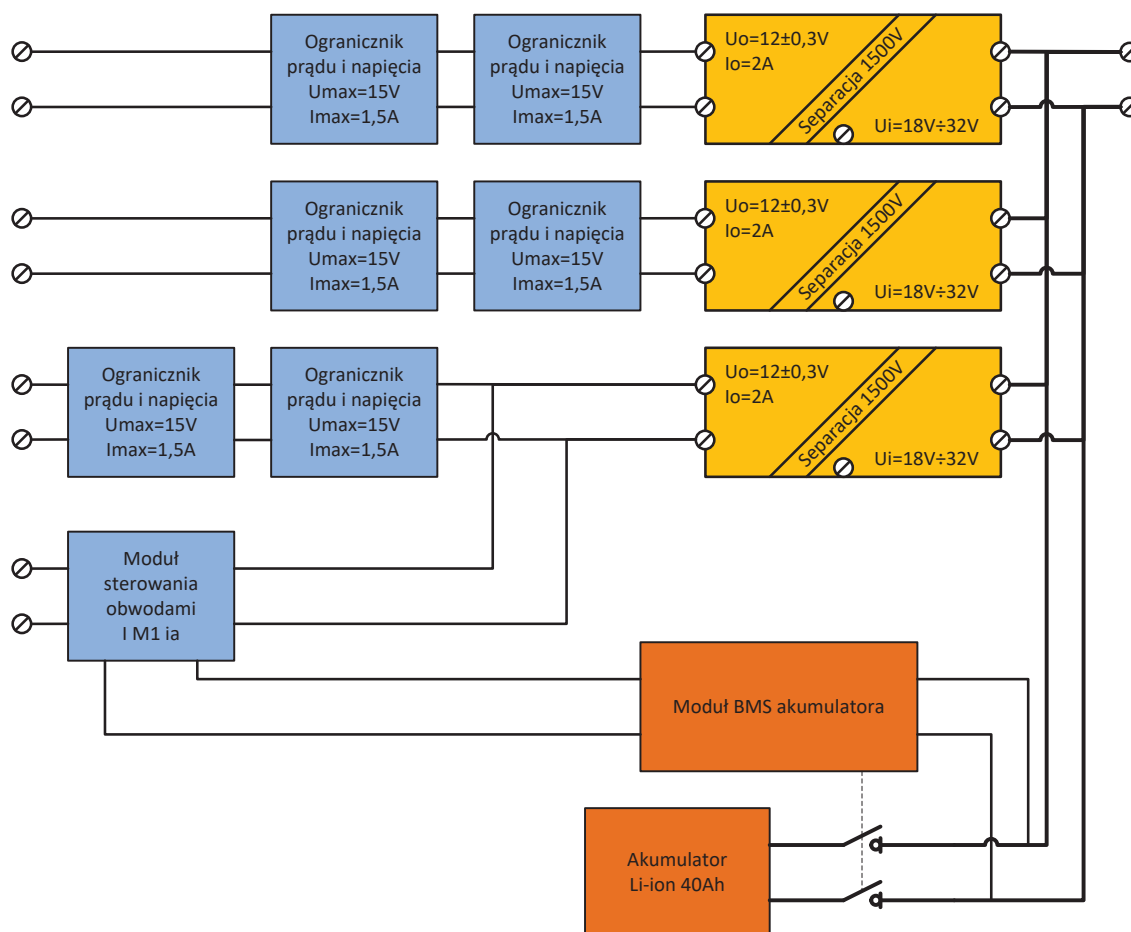 Ogranicznik
prądu i napięcia
Umax=15V
Imax=1,5A
Ogranicznik
prądu i napięcia
Umax=15V
Imax=1,5A
Uo=12±0,3V
Io=2A
Separacja 1500V
Ui=18V÷32V
Ogranicznik
prądu i napięcia
Umax=15V
Imax=1,5A
Ogranicznik
prądu i napięcia
Umax=15V
Imax=1,5A
Uo=12±0,3V
Io=2A
Separacja 1500V
Ui=18V÷32V
Ogranicznik
prądu i napięcia
Umax=15V
Imax=1,5A
Ogranicznik
prądu i napięcia
Umax=15V
Imax=1,5A
Uo=12±0,3V
Io=2A
Separacja 1500V
Ui=18V÷32V
Moduł
sterowania
obwodami
I M1 ia
Moduł BMS akumulatora
Akumulator
Li-ion 40Ah